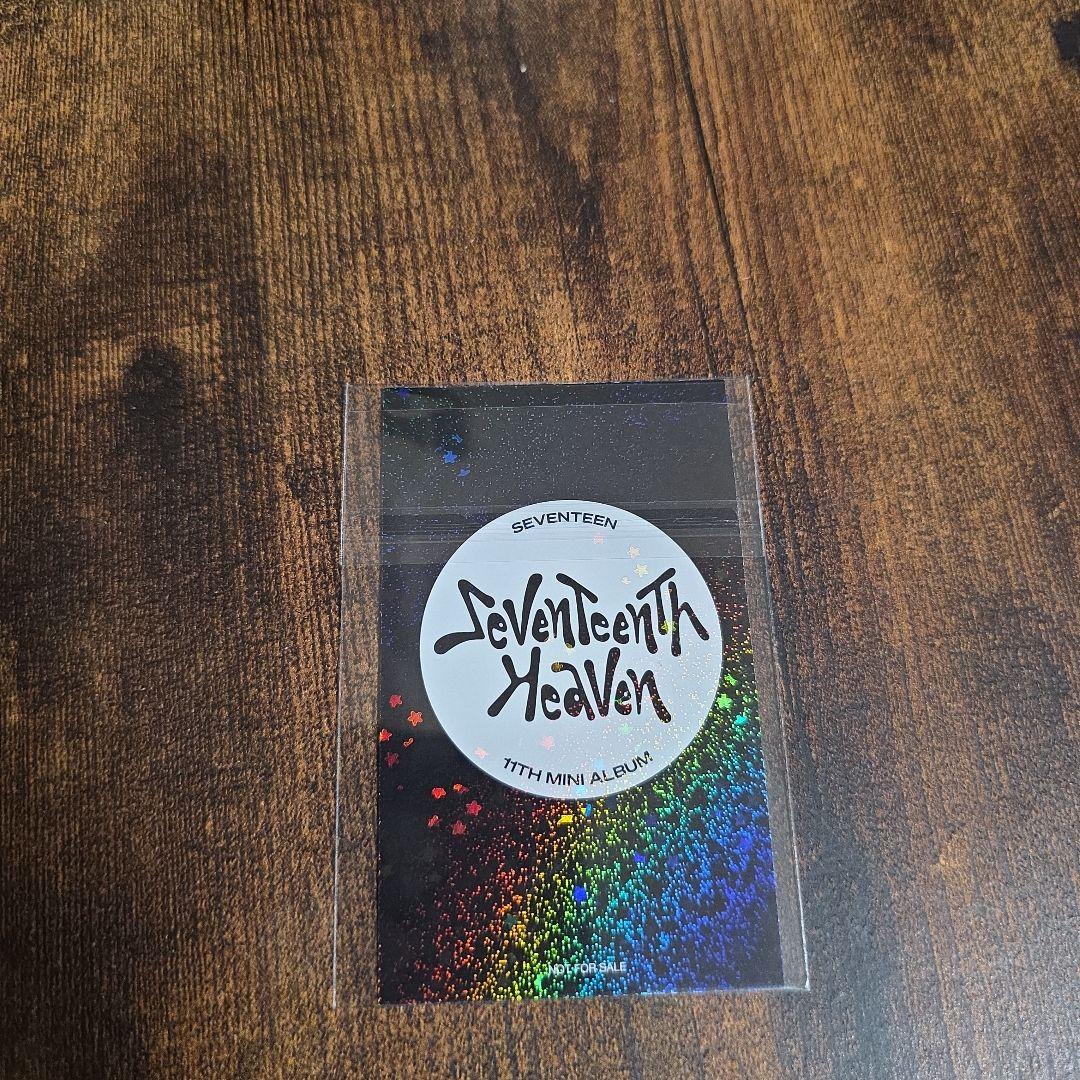 SEVENTEEN
SevenTeenTh
Heaven
11TH MINI ALBUM
NOT FOR SALE